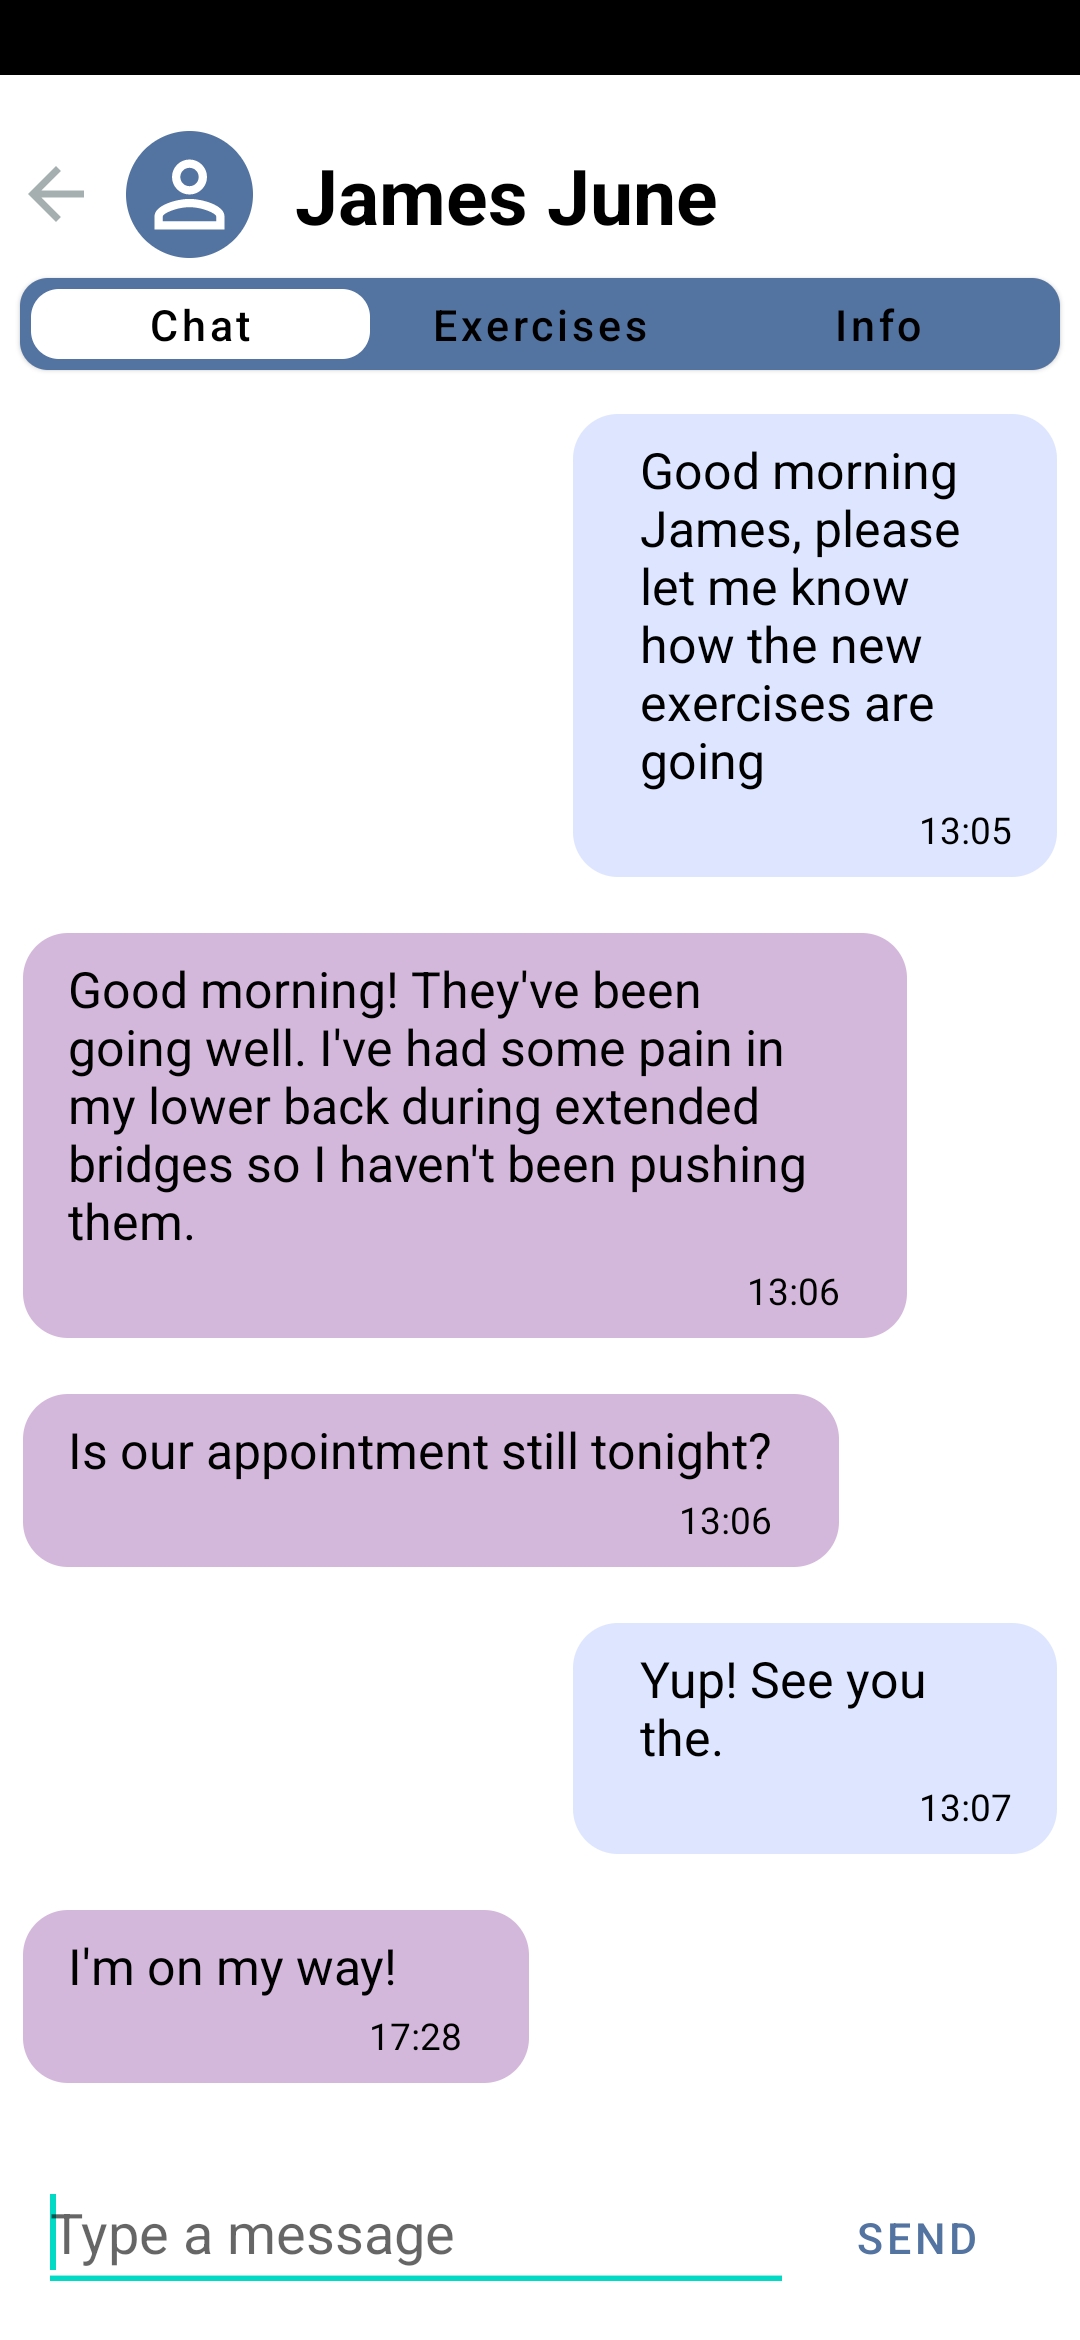 James June
Chat Exercises Info
Good morning
James, please
let me know
how the new
exercises are
going
13:05
Good morning! They've been
going well. I've had some pain in
my lower back during extended
bridges so I haven't been pushing
them.
13:06
Is our appointment still tonight?
13:06
Yup! See you
the.
13:07
I'm on my way!
17:28
Type a message
SEND